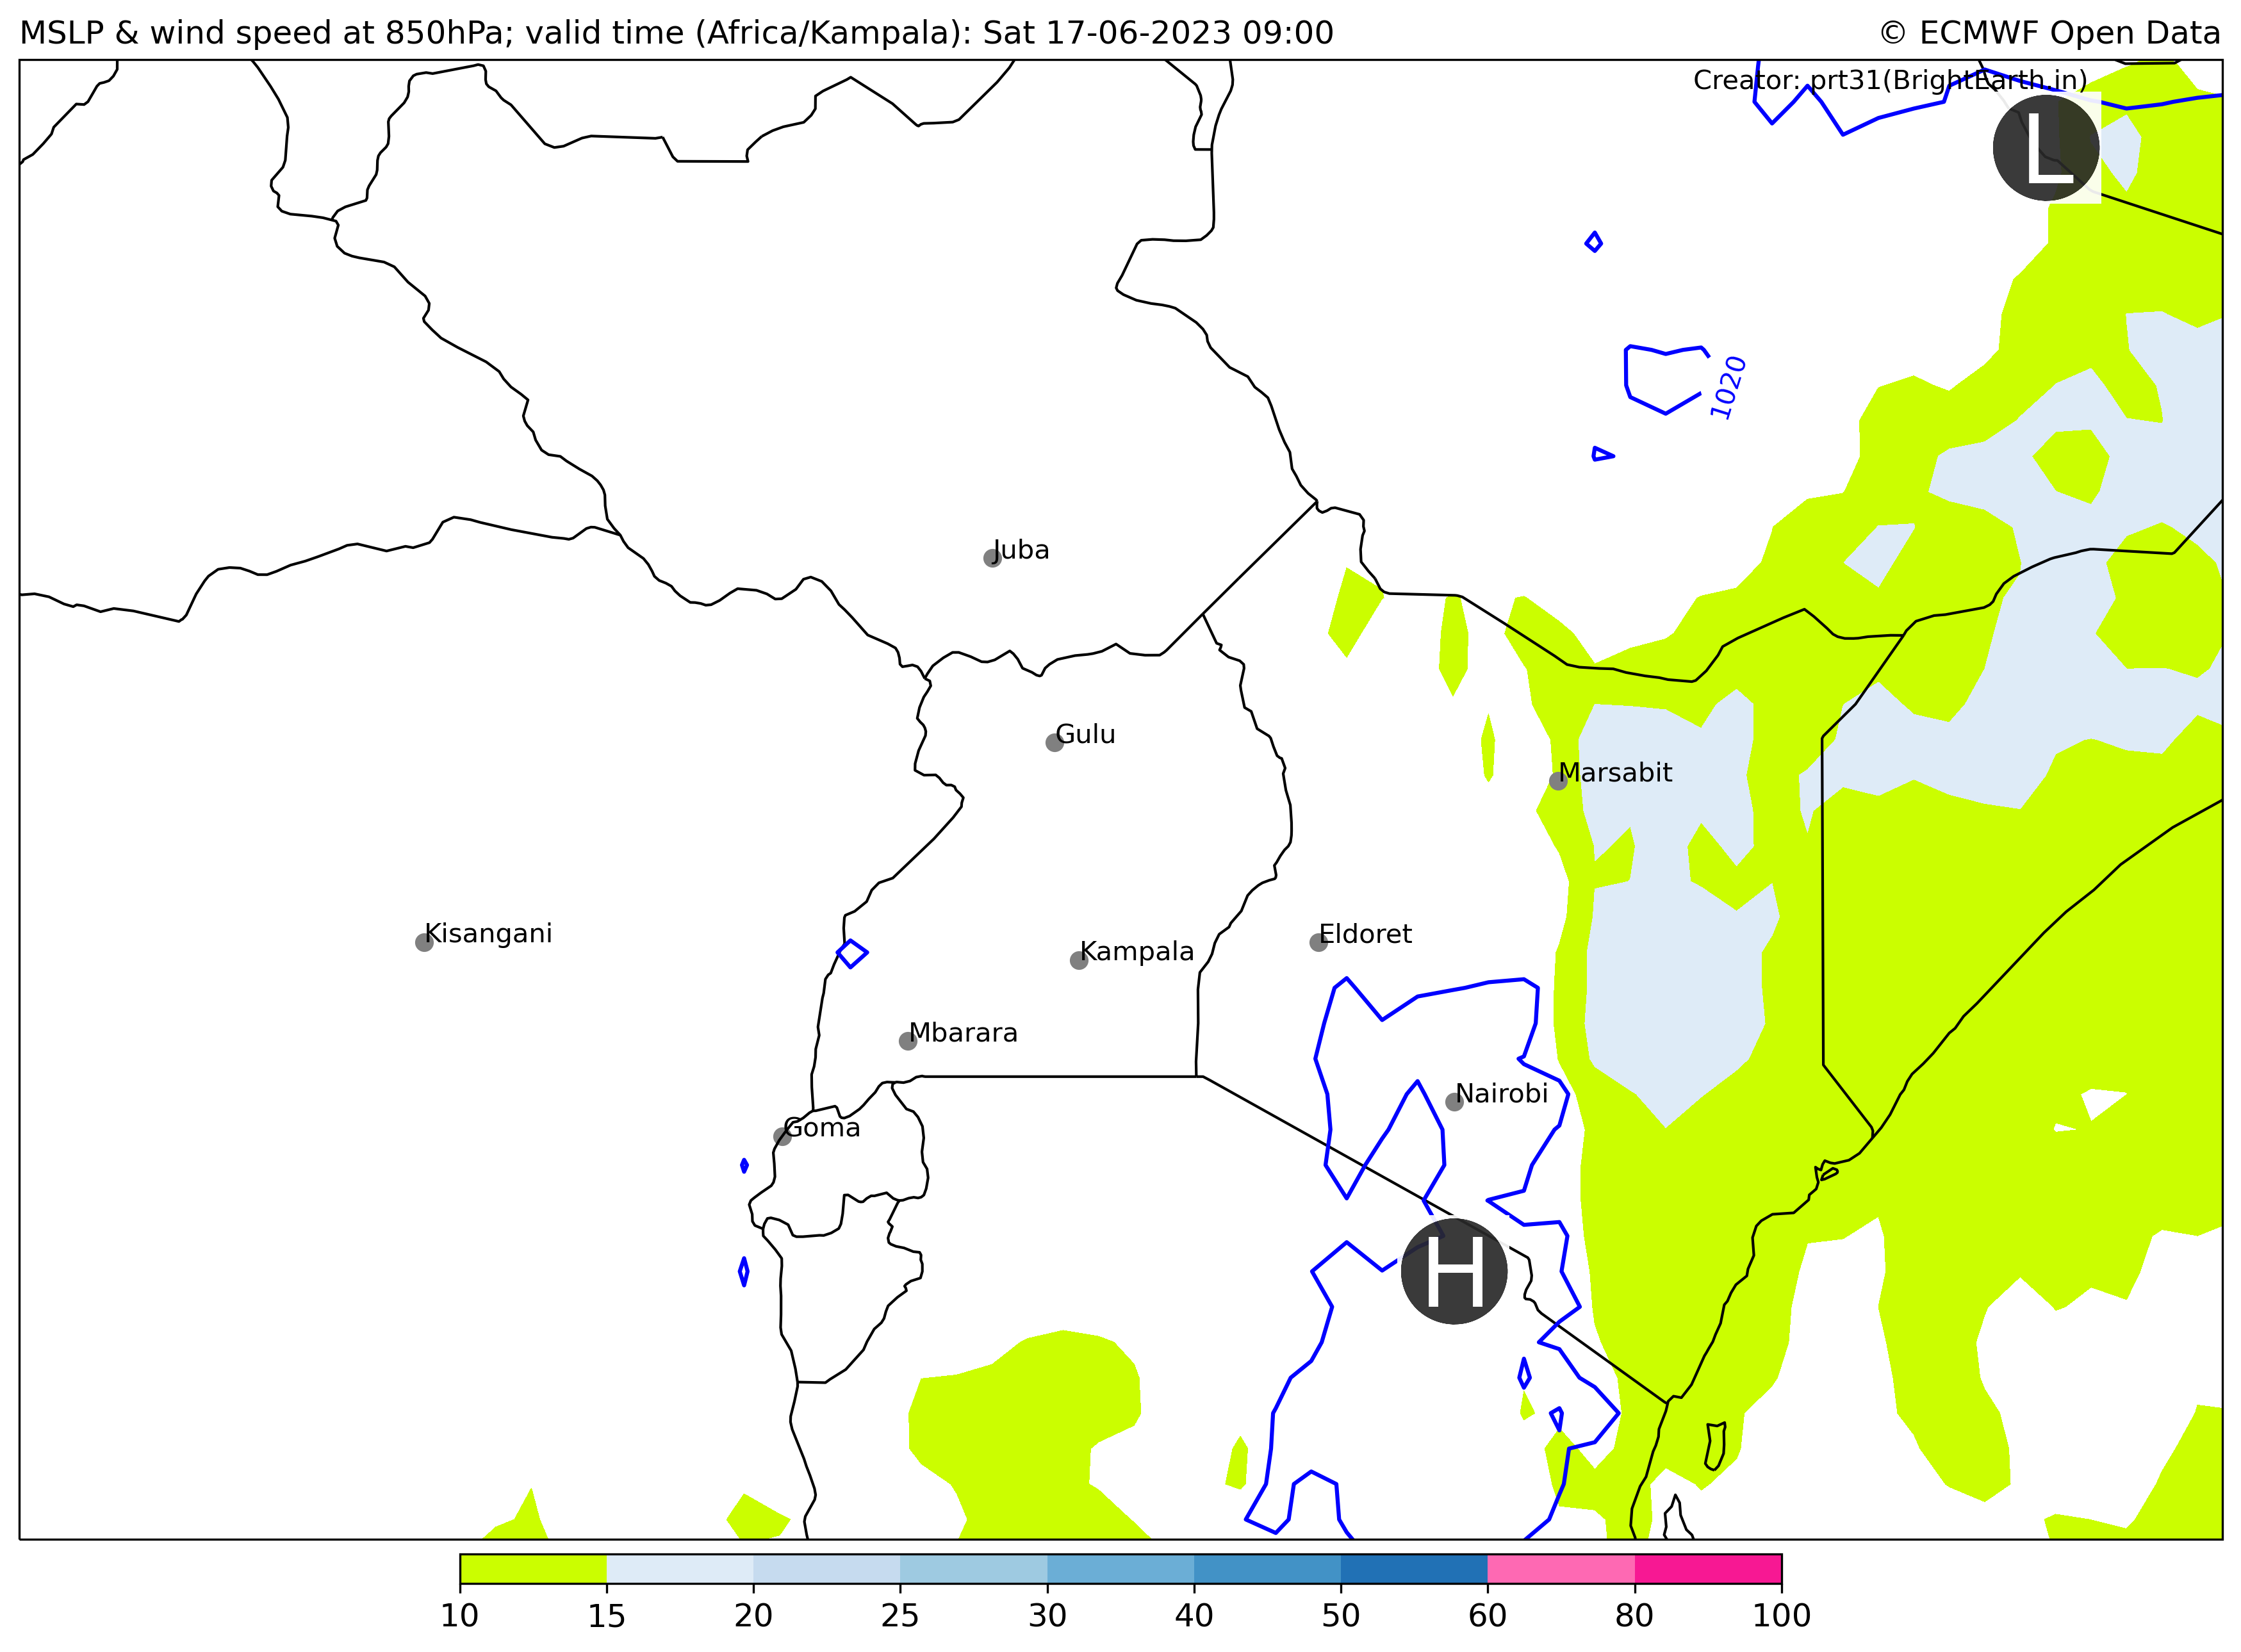 MSLP & wind speed at 850hPa; valid time (Africa/Kampala): Sat 17-06-2023 09:00
© ECMWF Open Data
Creator: prt31(BrightEarth.in)
L
1020
Juba
Gulu
Marsabit
Kisangani
Eldoret
Kampala
Mbarara
Nairobi
Goma
H
10 15 20 25 30 40 50 60 80 100